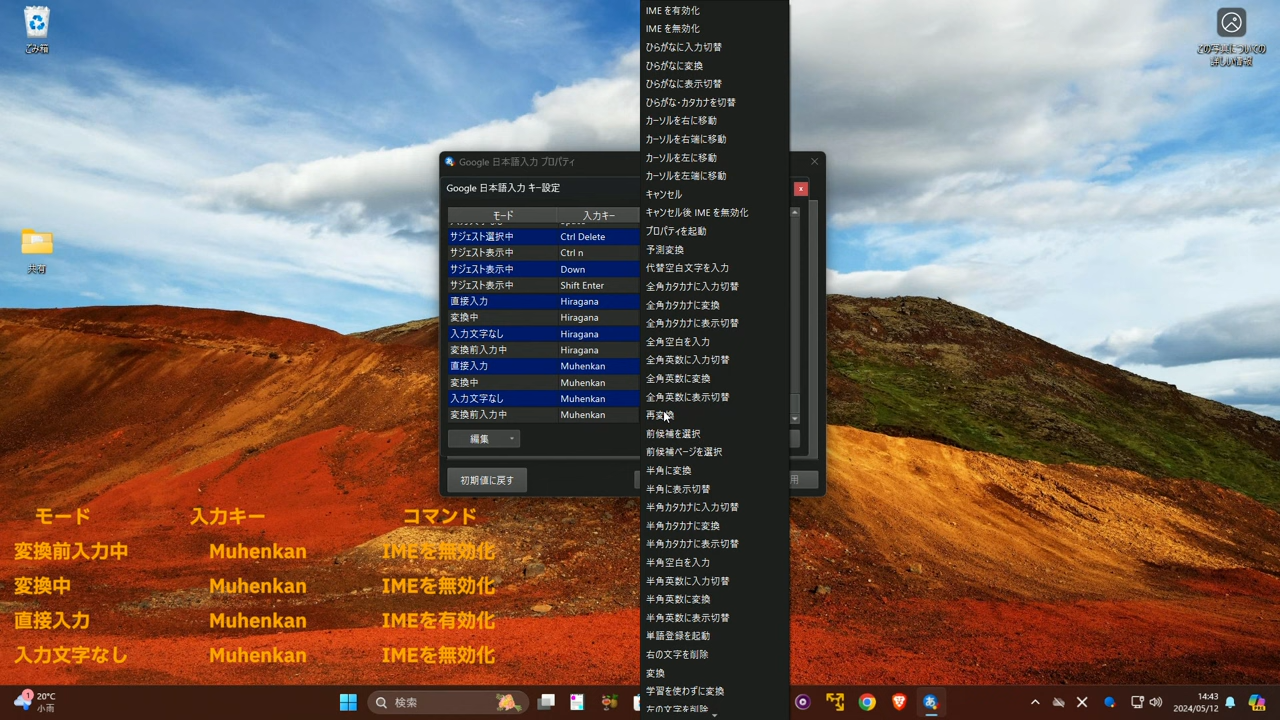 ごみ箱
この写真についての
詳しい情報
共有
Google 日本語入力 プロパティ
Google 日本語入力 キー設定
モード 入力キー
サジェスト選択中 Ctrl Delete
サジェスト表示中 Ctrl n
サジェスト表示中 Down
サジェスト表示中 Shift Enter
直接入力 Hiragana
変換中 Hiragana
入力文字なし Hiragana
変換前入力中 Hiragana
直接入力 Muhenkan
変換中 Muhenkan
入力文字なし Muhenkan
変換前入力中 Muhenkan
編集
初期値に戻す
用
IME を有効化
IME を無効化
ひらがなに入力切替
ひらがなに変換
ひらがなに表示切替
ひらがな・カタカナを切替
カーソルを右に移動
カーソルを右端に移動
カーソルを左に移動
カーソルを左端に移動
キャンセル
キャンセル後 IME を無効化
プロパティを起動
予測変換
代替空白文字を入力
全角カタカナに入力切替
全角カタカナに変換
全角カタカナに表示切替
全角空白を入力
全角英数に入力切替
全角英数に変換
全角英数に表示切替
再変換
前候補を選択
前候補ページを選択
半角に変換
半角に表示切替
半角カタカナに入力切替
半角カタカナに変換
半角カタカナに表示切替
半角空白を入力
半角英数に入力切替
半角英数に変換
半角英数に表示切替
単語登録を起動
右の文字を削除
変換
学習を使わずに変換
左の文字を削除
モード 入力キー コマンド
変換前入力中 Muhenkan IMEを無効化
変換中 Muhenkan IMEを無効化
直接入力 Muhenkan IMEを有効化
入力文字なし Muhenkan IMEを無効化
1
20℃
小雨
検索
あ
14:43
2024/05/12